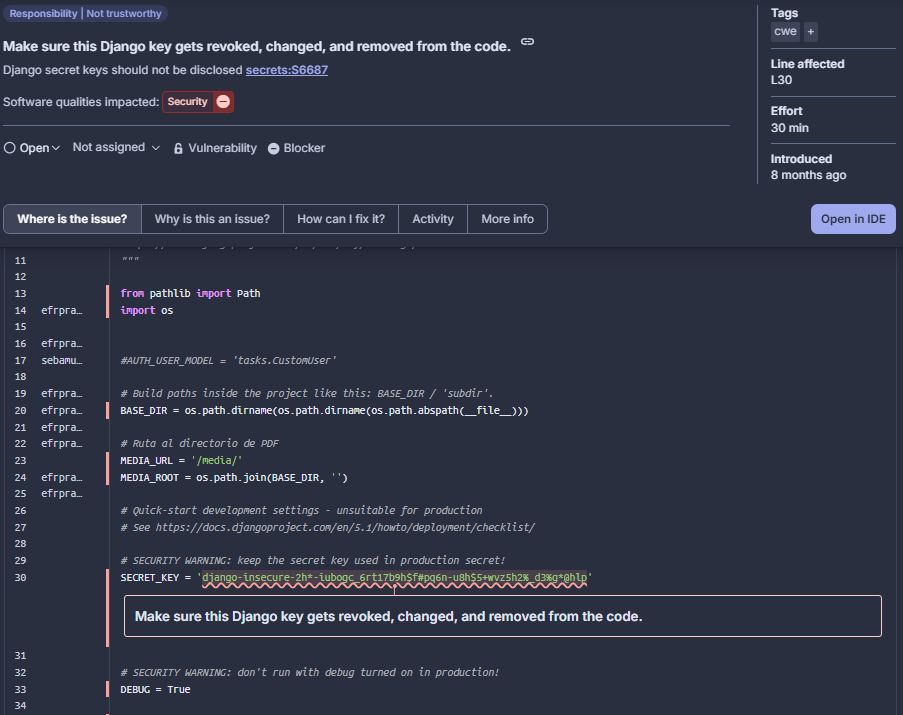 Responsibility | Not trustworthy
Make sure this Django key gets revoked, changed, and removed from the code.
Django secret keys should not be disclosed secrets:S6687
Software qualities impacted: Security
Open Not assigned Vulnerability Blocker
Tags
cwe +
Line affected
L30
Effort
30 min
Introduced
8 months ago
Where is the issue? Why is this an issue? How can I fix it? Activity More info Open in IDE
11 """
12
13 from pathlib import Path
14 efrpra… import os
15
16 efrpra…
17 sebamu… #AUTH_USER_MODEL = 'tasks.CustomUser'
18
19 efrpra… # Build paths inside the project like this: BASE_DIR / 'subdir'.
20 efrpra… BASE_DIR = os.path.dirname(os.path.dirname(os.path.abspath(__file__)))
21 efrpra…
22 efrpra… # Ruta al directorio de PDF
23 MEDIA_URL = '/media/'
24 efrpra… MEDIA_ROOT = os.path.join(BASE_DIR, '')
25 efrpra…
26 # Quick-start development settings - unsuitable for production
27 # See https://docs.djangoproject.com/en/5.1/howto/deployment/checklist/
28
29 # SECURITY WARNING: keep the secret key used in production secret!
30 SECRET_KEY = 'django-insecure-2h*-iuboqc_6rt17b9h$f#pq6n-u8h$5+wvz5h2%_d3%g*@hlp'
Make sure this Django key gets revoked, changed, and removed from the code.
31
32 # SECURITY WARNING: don't run with debug turned on in production!
33 DEBUG = True
34